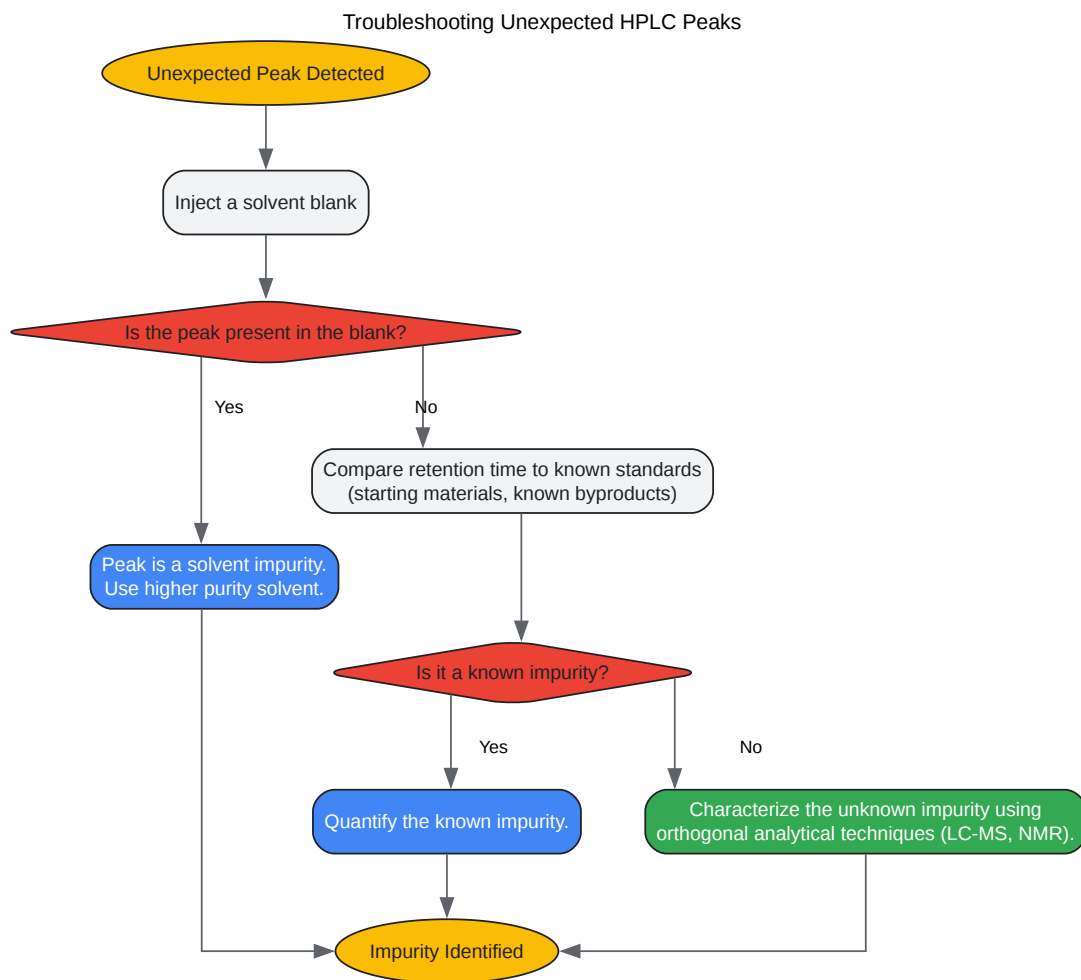 Troubleshooting Unexpected HPLC Peaks
Unexpected Peak Detected
Inject a solvent blank
Is the peak present in the blank?
Yes
No
Compare retention time to known standards
(starting materials, known byproducts)
Peak is a solvent impurity.
Use higher purity solvent.
Is it a known impurity?
Yes
No
Quantify the known impurity.
Characterize the unknown impurity using
orthogonal analytical techniques (LC-MS, NMR).
Impurity Identified